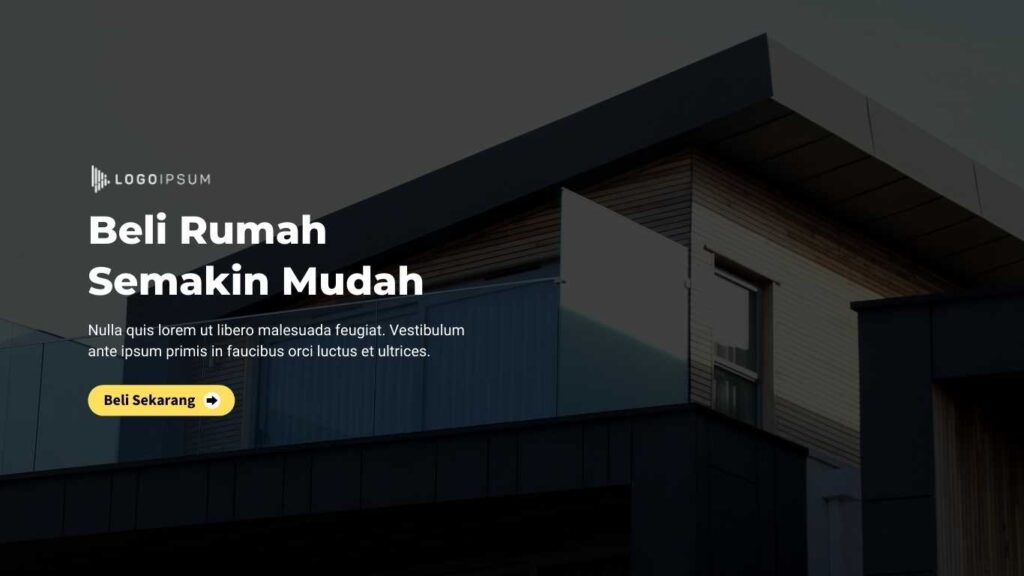 LOGOIPSUM
Beli Rumah
Semakin Mudah
Nulla quis lorem ut libero malesuada feugiat. Vestibulum
ante ipsum primis in faucibus orci luctus et ultrices.
Beli Sekarang